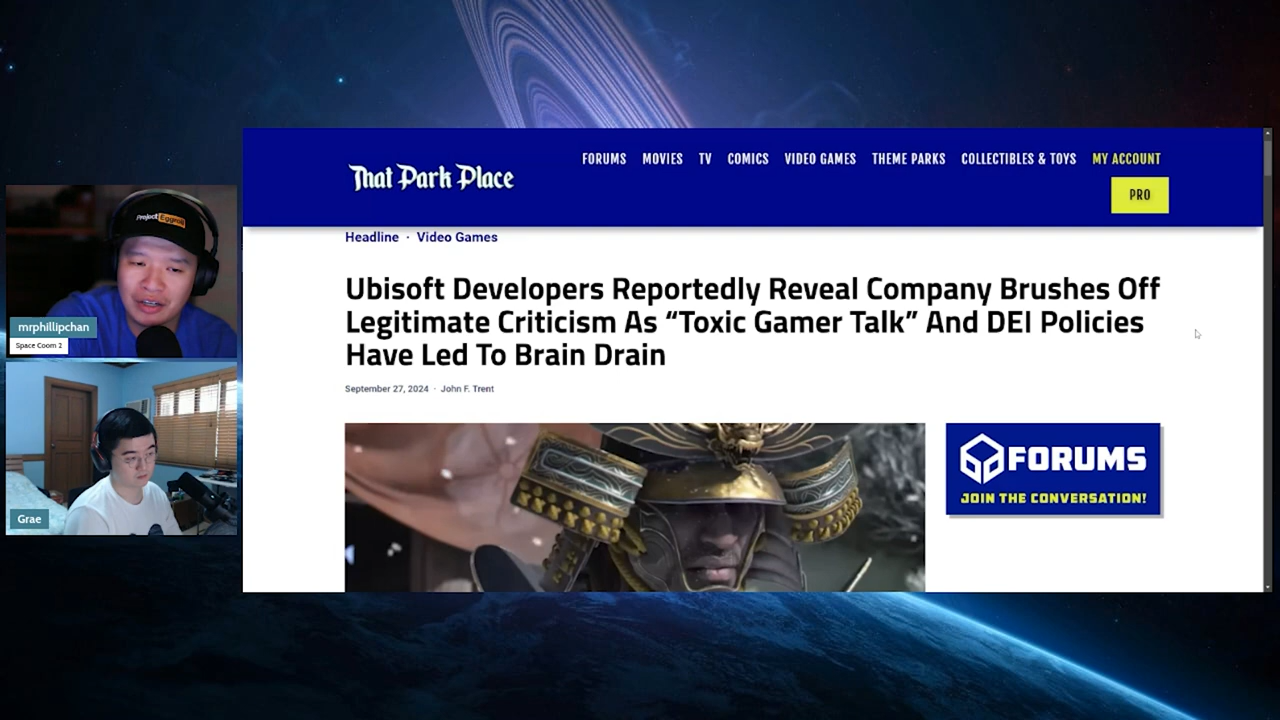 That Park Place
FORUMS MOVIES TV COMICS VIDEO GAMES THEME PARKS COLLECTIBLES & TOYS MY ACCOUNT
PRO
Headline · Video Games
Ubisoft Developers Reportedly Reveal Company Brushes Off
Legitimate Criticism As “Toxic Gamer Talk” And DEI Policies
Have Led To Brain Drain
September 27, 2024 · John F. Trent
FORUMS
JOIN THE CONVERSATION!
Project Egg
mrphillipchan
Space Coom 2
Grae